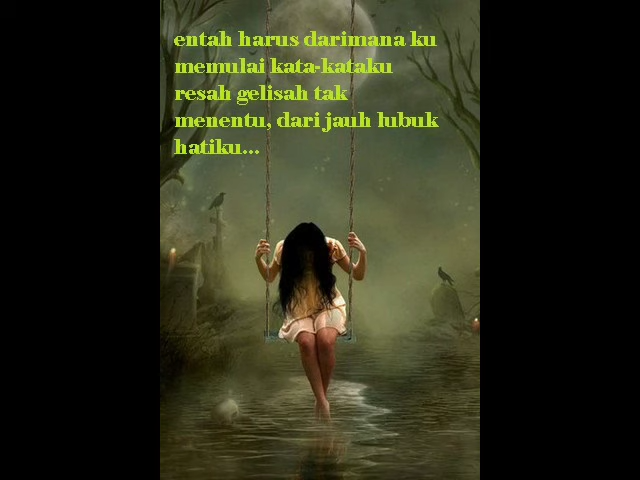 entah harus darimana ku
memulai kata-kataku
resah gelisah tak
menentu, dari jauh lubuk
hatiku...